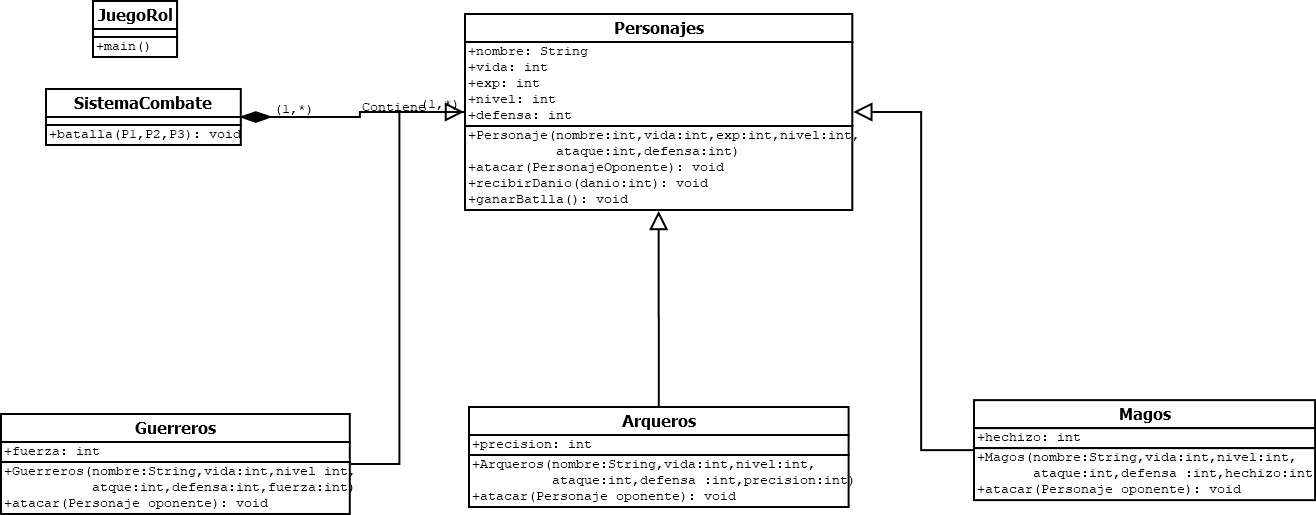 JuegoRol
+main()
SistemaCombate
+batalla(P1,P2,P3): void
(1,*)
Contiene
(1,*)
Personajes
+nombre: String
+vida: int
+exp: int
+nivel: int
+defensa: int
+Personaje(nombre:int,vida:int,exp:int,nivel:int,
ataque:int,defensa:int)
+atacar(PersonajeOponente): void
+recibirDanio(danio:int): void
+ganarBatlla(): void
Guerreros
+fuerza: int
+Guerreros(nombre:String,vida:int,nivel int,
atque:int,defensa:int,fuerza:int)
+atacar(Personaje oponente): void
Arqueros
+precision: int
+Arqueros(nombre:String,vida:int,nivel:int,
ataque:int,defensa :int,precision:int)
+atacar(Personaje oponente): void
Magos
+hechizo: int
+Magos(nombre:String,vida:int,nivel:int,
ataque:int,defensa :int,hechizo:int
+atacar(Personaje oponente): void